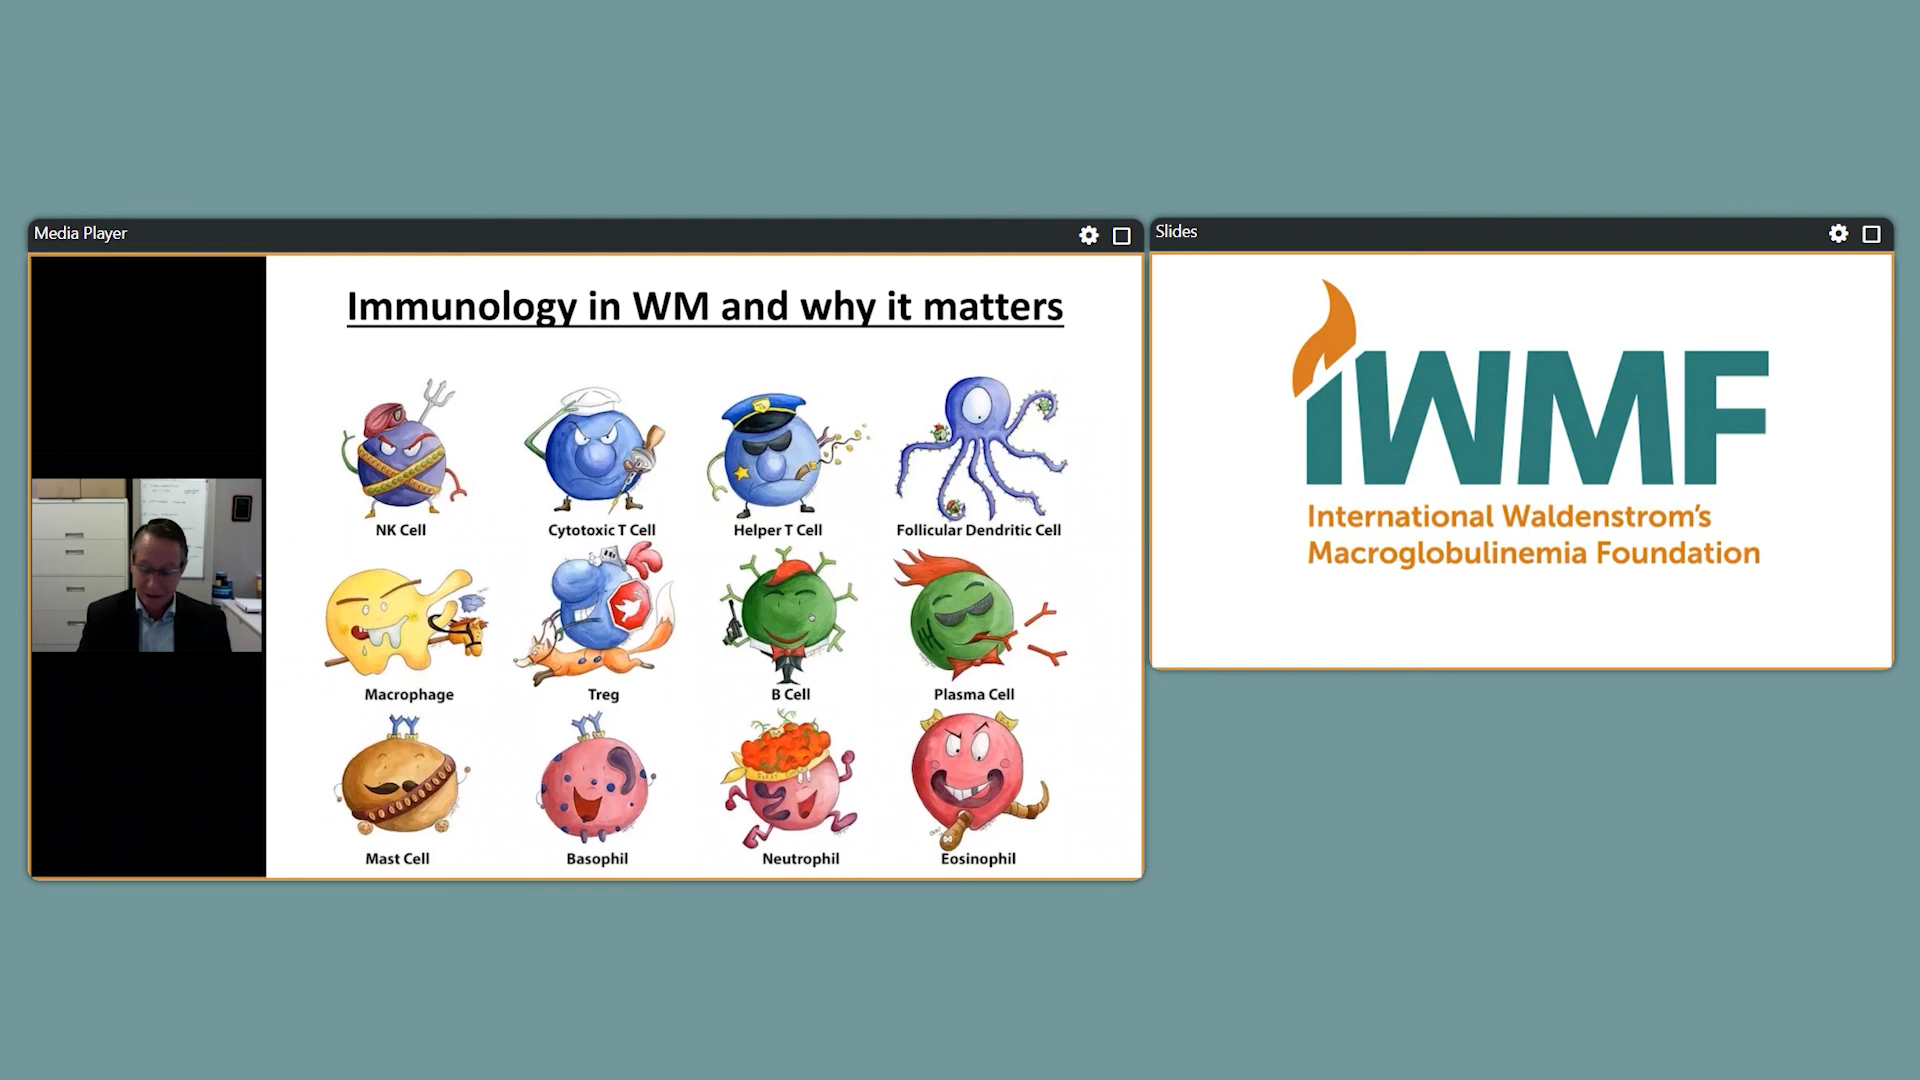 Media Player
Immunology in WM and why it matters
NK Cell
Cytotoxic T Cell
Helper T Cell
Follicular Dendritic Cell
Macrophage
Treg
B Cell
Plasma Cell
Mast Cell
Basophil
Neutrophil
Eosinophil
Slides
IWMF
International Waldenstrom's
Macroglobulinemia Foundation